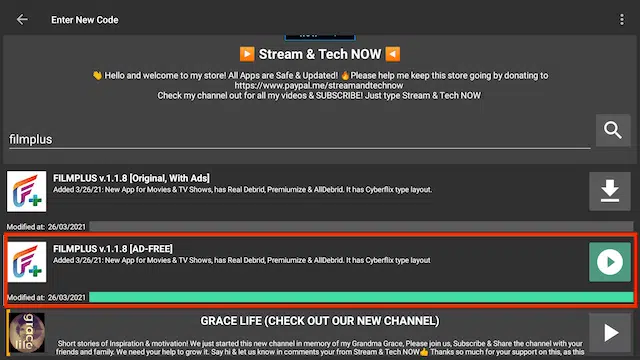 Enter New Code
Stream & Tech NOW
👋 Hello and welcome to my store! All Apps are Safe & Updated! 🔥Please help me keep this store going by donating to
https://www.paypal.me/streamandtechnow
Check my channel out for all my videos & SUBSCRIBE! Just type Stream & Tech NOW
filmplus
FILMPLUS v.1.1.8 [Original, With Ads]
Added 3/26/21: New App for Movies & TV Shows, has Real Debrid, Premiumize & AllDebrid. It has Cyberflix type layout.
Modified at: 26/03/2021
FILMPLUS v.1.1.8 [AD-FREE]
Added 3/26/21: New App for Movies & TV Shows, has Real Debrid, Premiumize & AllDebrid. It has Cyberflix type layout
Modified at: 26/03/2021
grace
life
GRACE LIFE (CHECK OUT OUR NEW CHANNEL)
Short stories of Inspiration & motivation! We just started this new channel in memory of my Grandma Grace, Please join us, Subscribe & Share the channel with your
friends and family. We need your help to grow it. Say hi & let us know in comments your from Stream & Tech NOW👍 Thanks so much for your support on this, as this